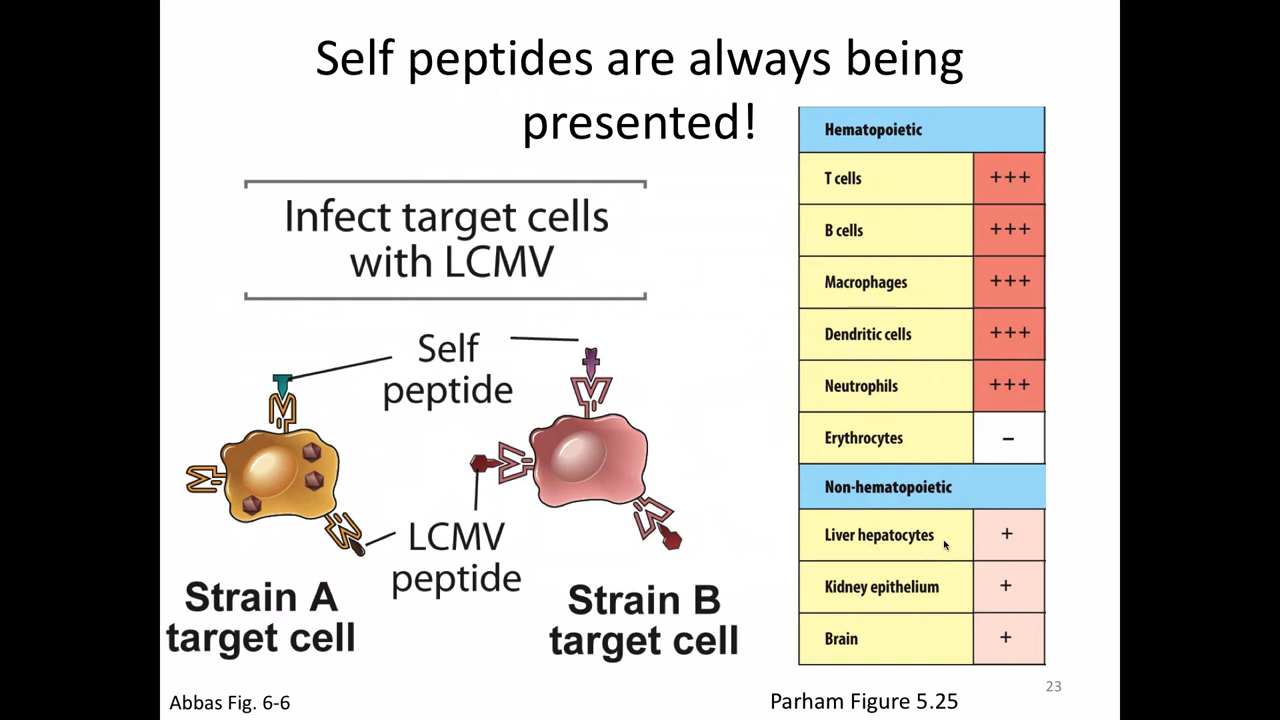 Self peptides are always being
presented!
Infect target cells
with LCMV
Self
peptide
LCMV
peptide
Strain A
target cell
Strain B
target cell
Abbas Fig. 6-6
Hematopoietic
T cells +++
B cells +++
Macrophages +++
Dendritic cells +++
Neutrophils +++
Erythrocytes –
Non-hematopoietic
Liver hepatocytes +
Kidney epithelium +
Brain +
Parham Figure 5.25
23